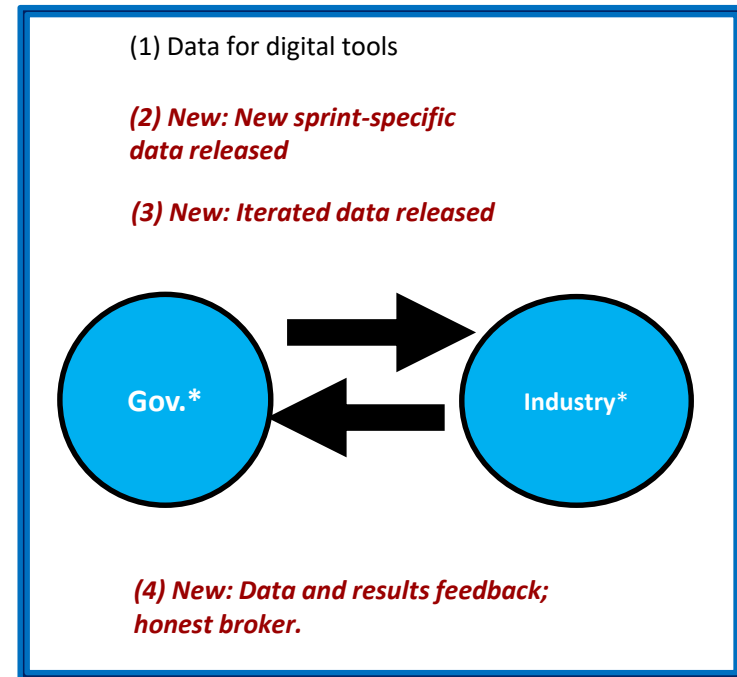 (1) Data for digital tools
(2) New: New sprint-specific
data released
(3) New: Iterated data released
Gov.*
Industry*
(4) New: Data and results feedback;
honest broker.